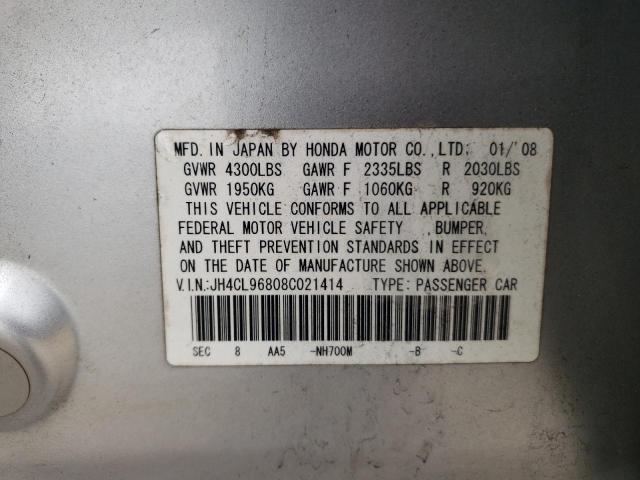 MFD. IN JAPAN BY HONDA MOTOR CO.,LTD. 01/'08
GVWR 4300LBS GAWR F 2335LBS R 2030LBS
GVWR 1950KG GAWR F 1060KG R 920KG
THIS VEHICLE CONFORMS TO ALL APPLICABLE
FEDERAL MOTOR VEHICLE SAFETY ,BUMPER,
AND THEFT PREVENTION STANDARDS IN EFFECT
ON THE DATE OF MANUFACTURE SHOWN ABOVE.
V.I.N.:JH4CL96808C021414 TYPE: PASSENGER CAR
SEC 8 AA5 -NH700M -B -C